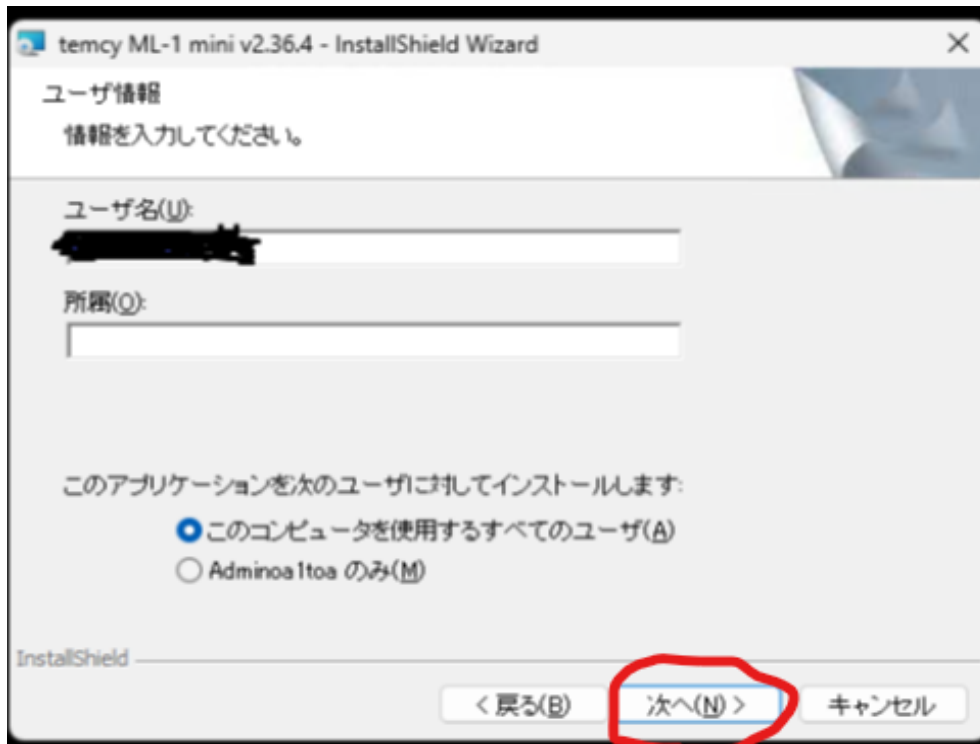 temcy ML-1 mini v2.36.4 - InstallShield Wizard
ユーザ情報
情報を入力してください。
ユーザ名(U):
所属(O):
このアプリケーションを次のユーザに対してインストールします:
このコンピュータを使用するすべてのユーザ(A)
Adminoa1toa のみ(M)
InstallShield
< 戻る(B)
次へ(N) >
キャンセル